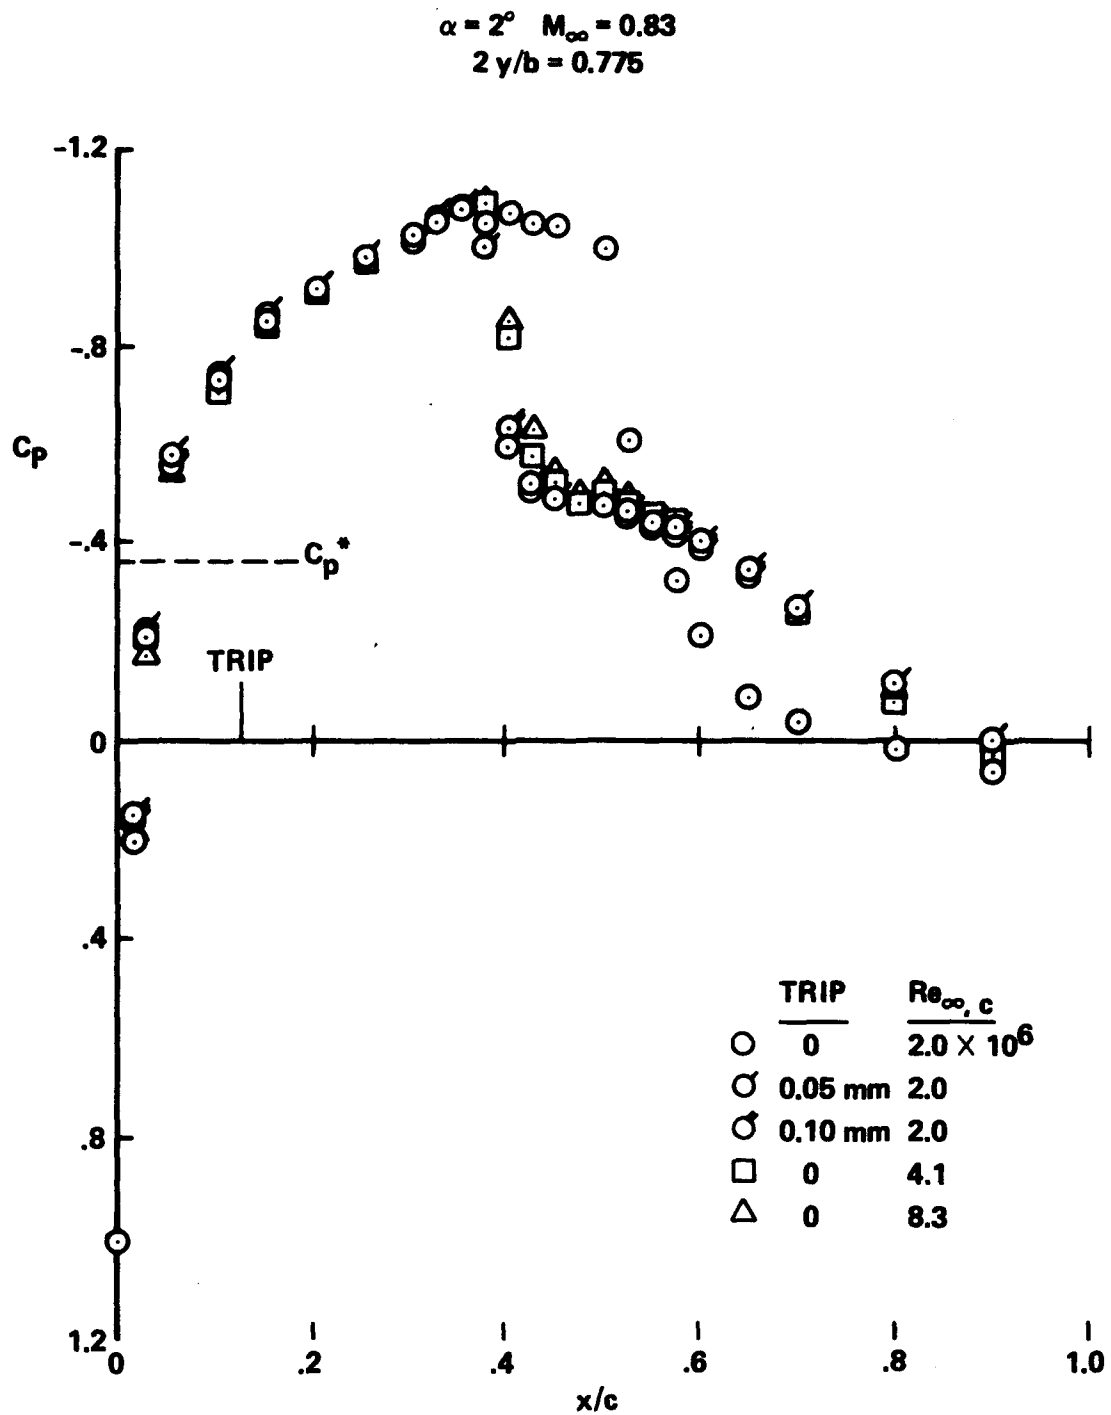 α = 2° M∞ = 0.83
2 y/b = 0.775
-1.2
-.8
Cp
-.4
Cp*
TRIP
0
.4
.8
1.2
TRIP Re∞, c
0 2.0 × 10⁶
0.05 mm 2.0
0.10 mm 2.0
0 4.1
0 8.3
0 .2 .4 .6 .8 1.0
x/c